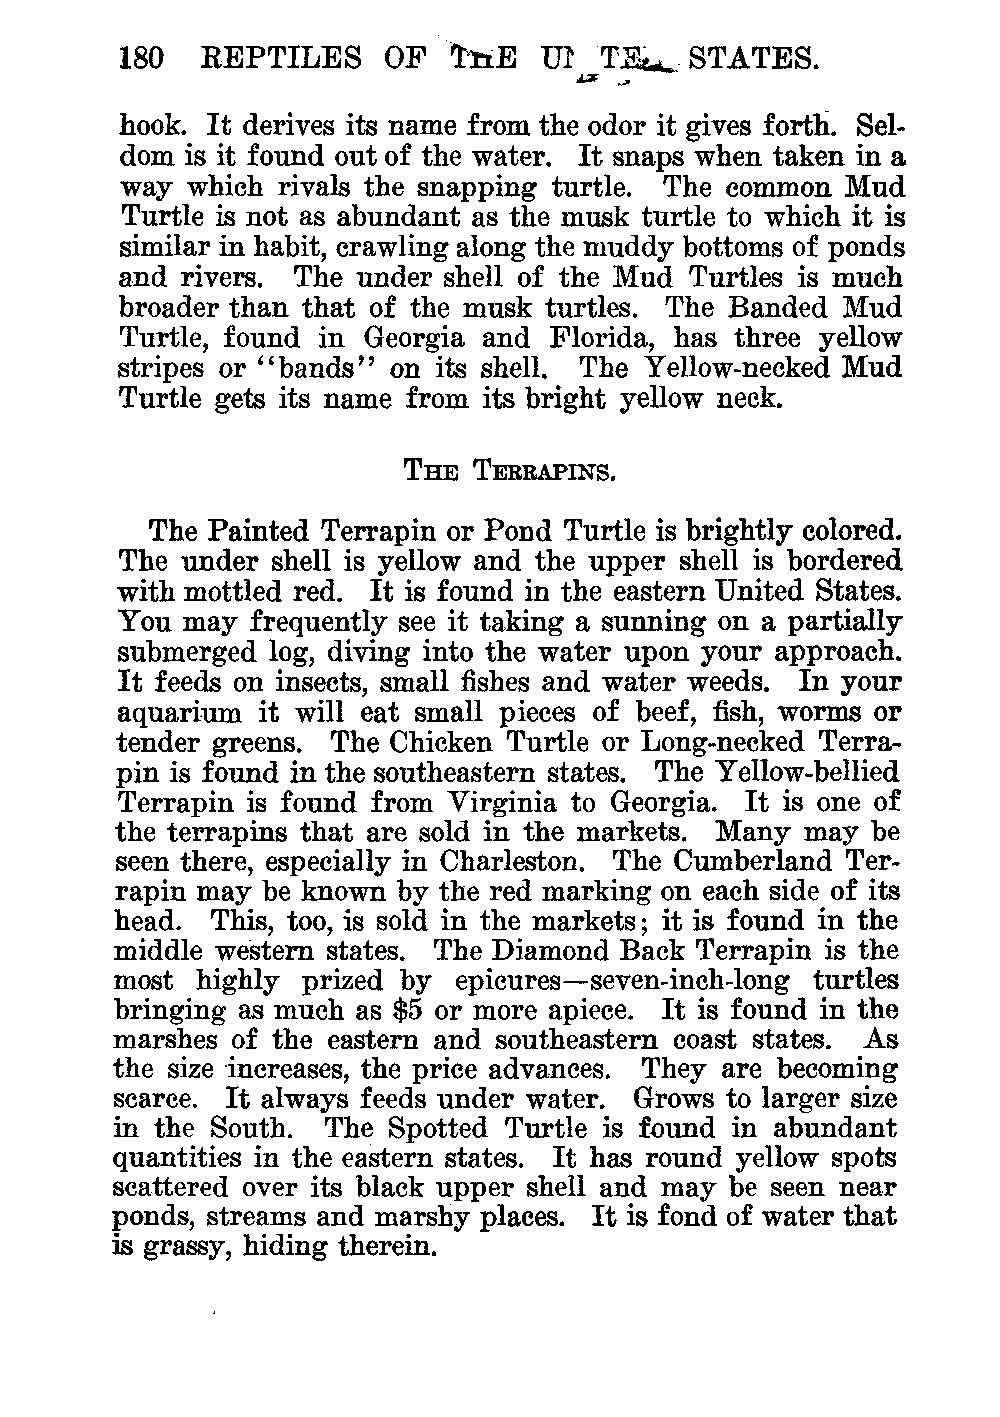 180 REPTILES OF THE UNITED STATES.
hook. It derives its name from the odor it gives forth. Sel-
dom is it found out of the water. It snaps when taken in a
way which rivals the snapping turtle. The common Mud
Turtle is not as abundant as the musk turtle to which it is
similar in habit, crawling along the muddy bottoms of ponds
and rivers. The under shell of the Mud Turtles is much
broader than that of the musk turtles. The Banded Mud
Turtle, found in Georgia and Florida, has three yellow
stripes or "bands" on its shell. The Yellow-necked Mud
Turtle gets its name from its bright yellow neck.
THE TERRAPINS.
The Painted Terrapin or Pond Turtle is brightly colored.
The under shell is yellow and the upper shell is bordered
with mottled red. It is found in the eastern United States.
You may frequently see it taking a sunning on a partially
submerged log, diving into the water upon your approach.
It feeds on insects, small fishes and water weeds. In your
aquarium it will eat small pieces of beef, fish, worms or
tender greens. The Chicken Turtle or Long-necked Terra-
pin is found in the southeastern states. The Yellow-bellied
Terrapin is found from Virginia to Georgia. It is one of
the terrapins that are sold in the markets. Many may be
seen there, especially in Charleston. The Cumberland Ter-
rapin may be known by the red marking on each side of its
head. This, too, is sold in the markets; it is found in the
middle western states. The Diamond Back Terrapin is the
most highly prized by epicures—seven-inch-long turtles
bringing as much as $5 or more apiece. It is found in the
marshes of the eastern and southeastern coast states. As
the size increases, the price advances. They are becoming
scarce. It always feeds under water. Grows to larger size
in the South. The Spotted Turtle is found in abundant
quantities in the eastern states. It has round yellow spots
scattered over its black upper shell and may be seen near
ponds, streams and marshy places. It is fond of water that
is grassy, hiding therein.